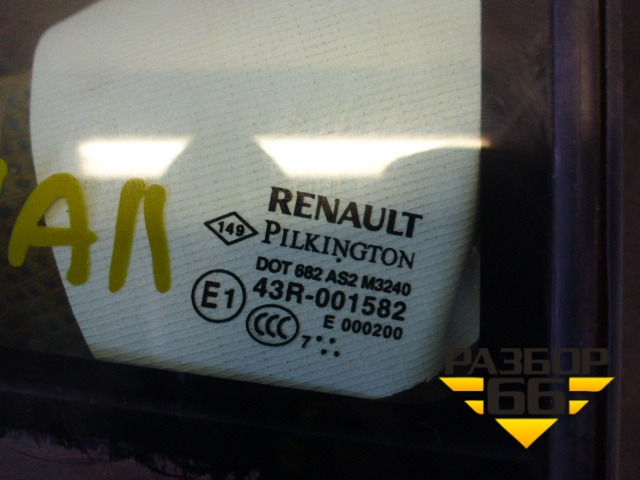 АЛ
RENAULT
149 PILKINGTON
DOT 682 AS2 M3240
E1 43R-001582
CCC E 000200
7
РАЗБОР
66